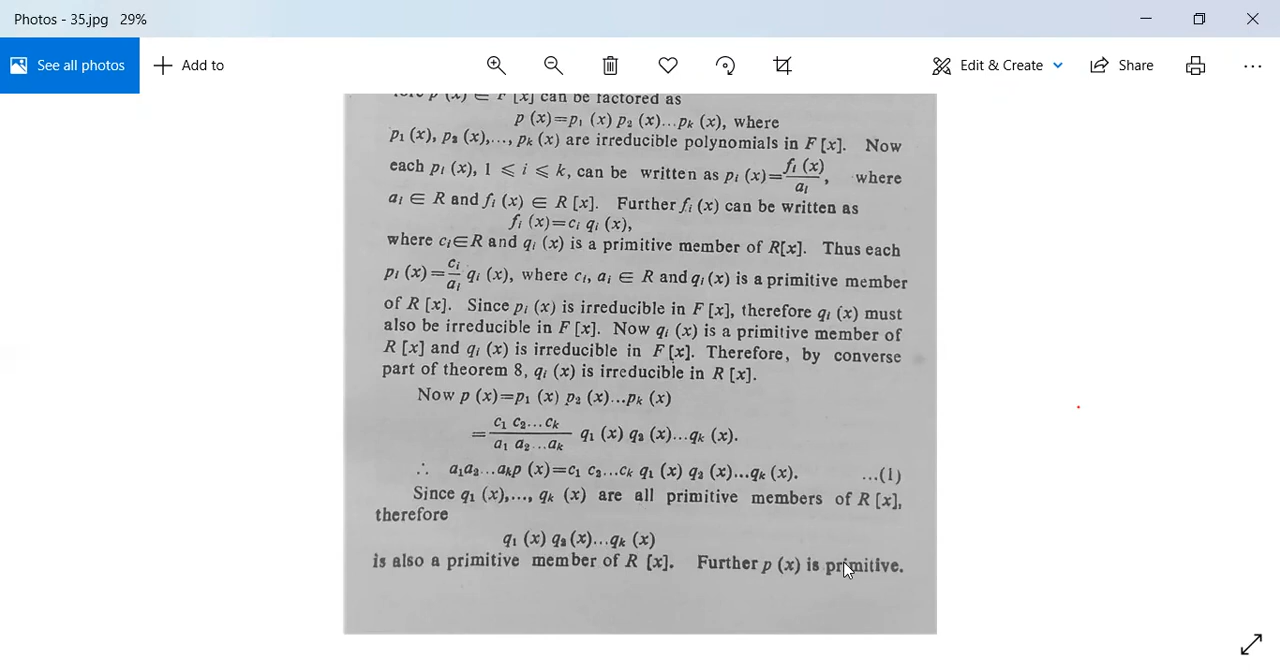 Photos - 35.jpg 29%
See all photos
Add to
Edit & Create
Share
fore p (x) ∈ F [x] can be factored as
p (x)=p₁ (x) p₂ (x)...pₖ (x), where
p₁ (x), p₂ (x),..., pₖ (x) are irreducible polynomials in F [x]. Now
each pᵢ (x), 1 ⩽ i ⩽ k, can be written as pᵢ (x)=fᵢ (x)/aᵢ, where
aᵢ ∈ R and fᵢ (x) ∈ R [x]. Further fᵢ (x) can be written as
fᵢ (x)=cᵢ qᵢ (x),
where cᵢ∈R and qᵢ (x) is a primitive member of R[x]. Thus each
pᵢ (x)=cᵢ/aᵢ qᵢ (x), where cᵢ, aᵢ ∈ R and qᵢ (x) is a primitive member
of R [x]. Since pᵢ (x) is irreducible in F [x], therefore qᵢ (x) must
also be irreducible in F [x]. Now qᵢ (x) is a primitive member of
R [x] and qᵢ (x) is irreducible in F [x]. Therefore, by converse
part of theorem 8, qᵢ (x) is irreducible in R [x].
Now p (x)=p₁ (x) p₂ (x)...pₖ (x)
=c₁ c₂...cₖ/a₁ a₂...aₖ q₁ (x) q₂ (x)...qₖ (x).
∴ a₁a₂...aₖp (x)=c₁ c₂...cₖ q₁ (x) q₂ (x)...qₖ (x). ...(1)
Since q₁ (x),..., qₖ (x) are all primitive members of R [x],
therefore
q₁ (x) q₂ (x)...qₖ (x)
is also a primitive member of R [x]. Further p (x) is primitive.